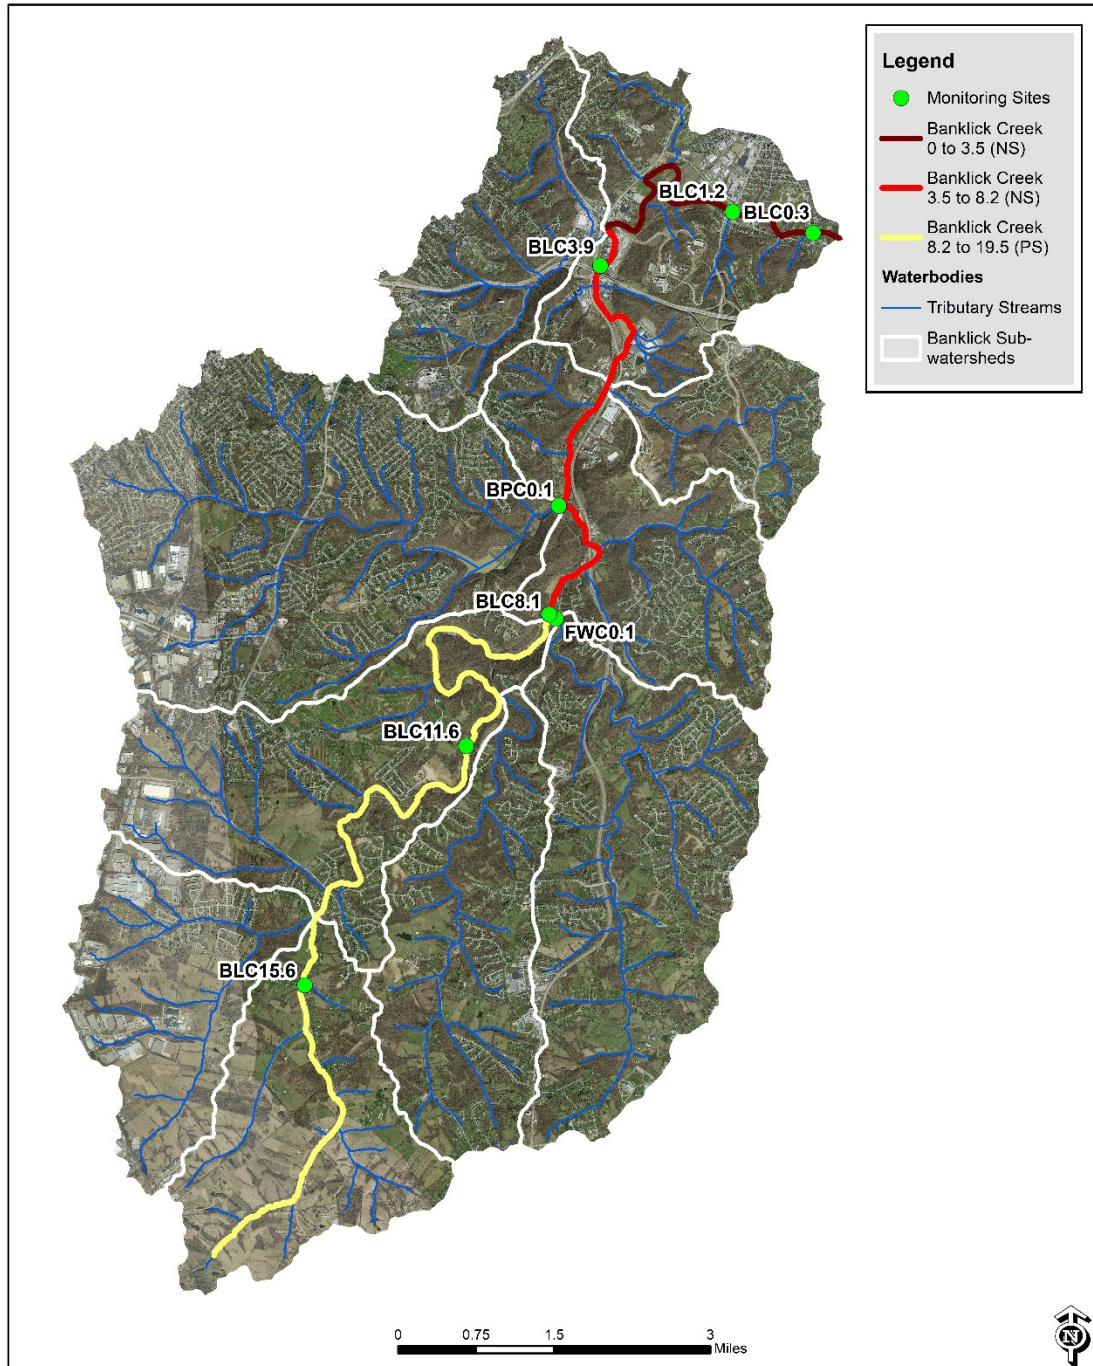 Legend
Monitoring Sites
Banklick Creek
0 to 3.5 (NS)
Banklick Creek
3.5 to 8.2 (NS)
Banklick Creek
8.2 to 19.5 (PS)
Waterbodies
Tributary Streams
Banklick Sub-
watersheds
BLC1.2
BLC0.3
BLC3.9
BPC0.1
BLC8.1
FWC0.1
BLC11.6
BLC15.6
0 0.75 1.5 3
Miles
N